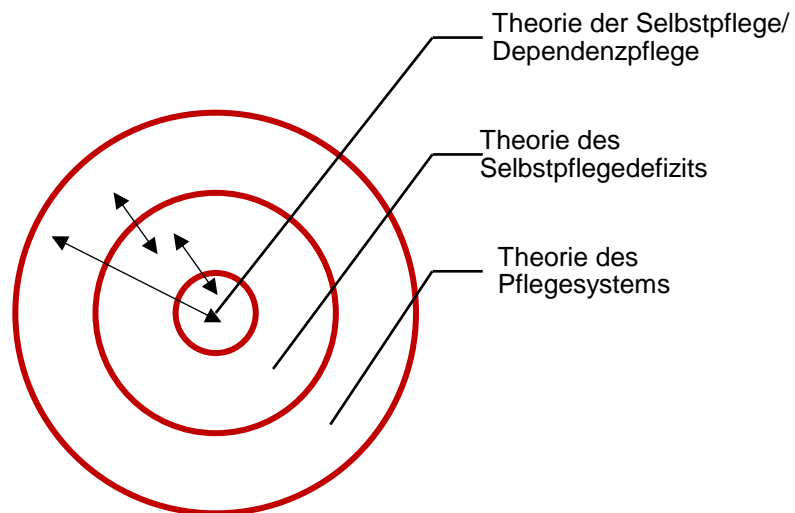 Theorie der Selbstpflege/
Dependenzpflege
Theorie des
Selbstpflegedefizits
Theorie des
Pflegesystems